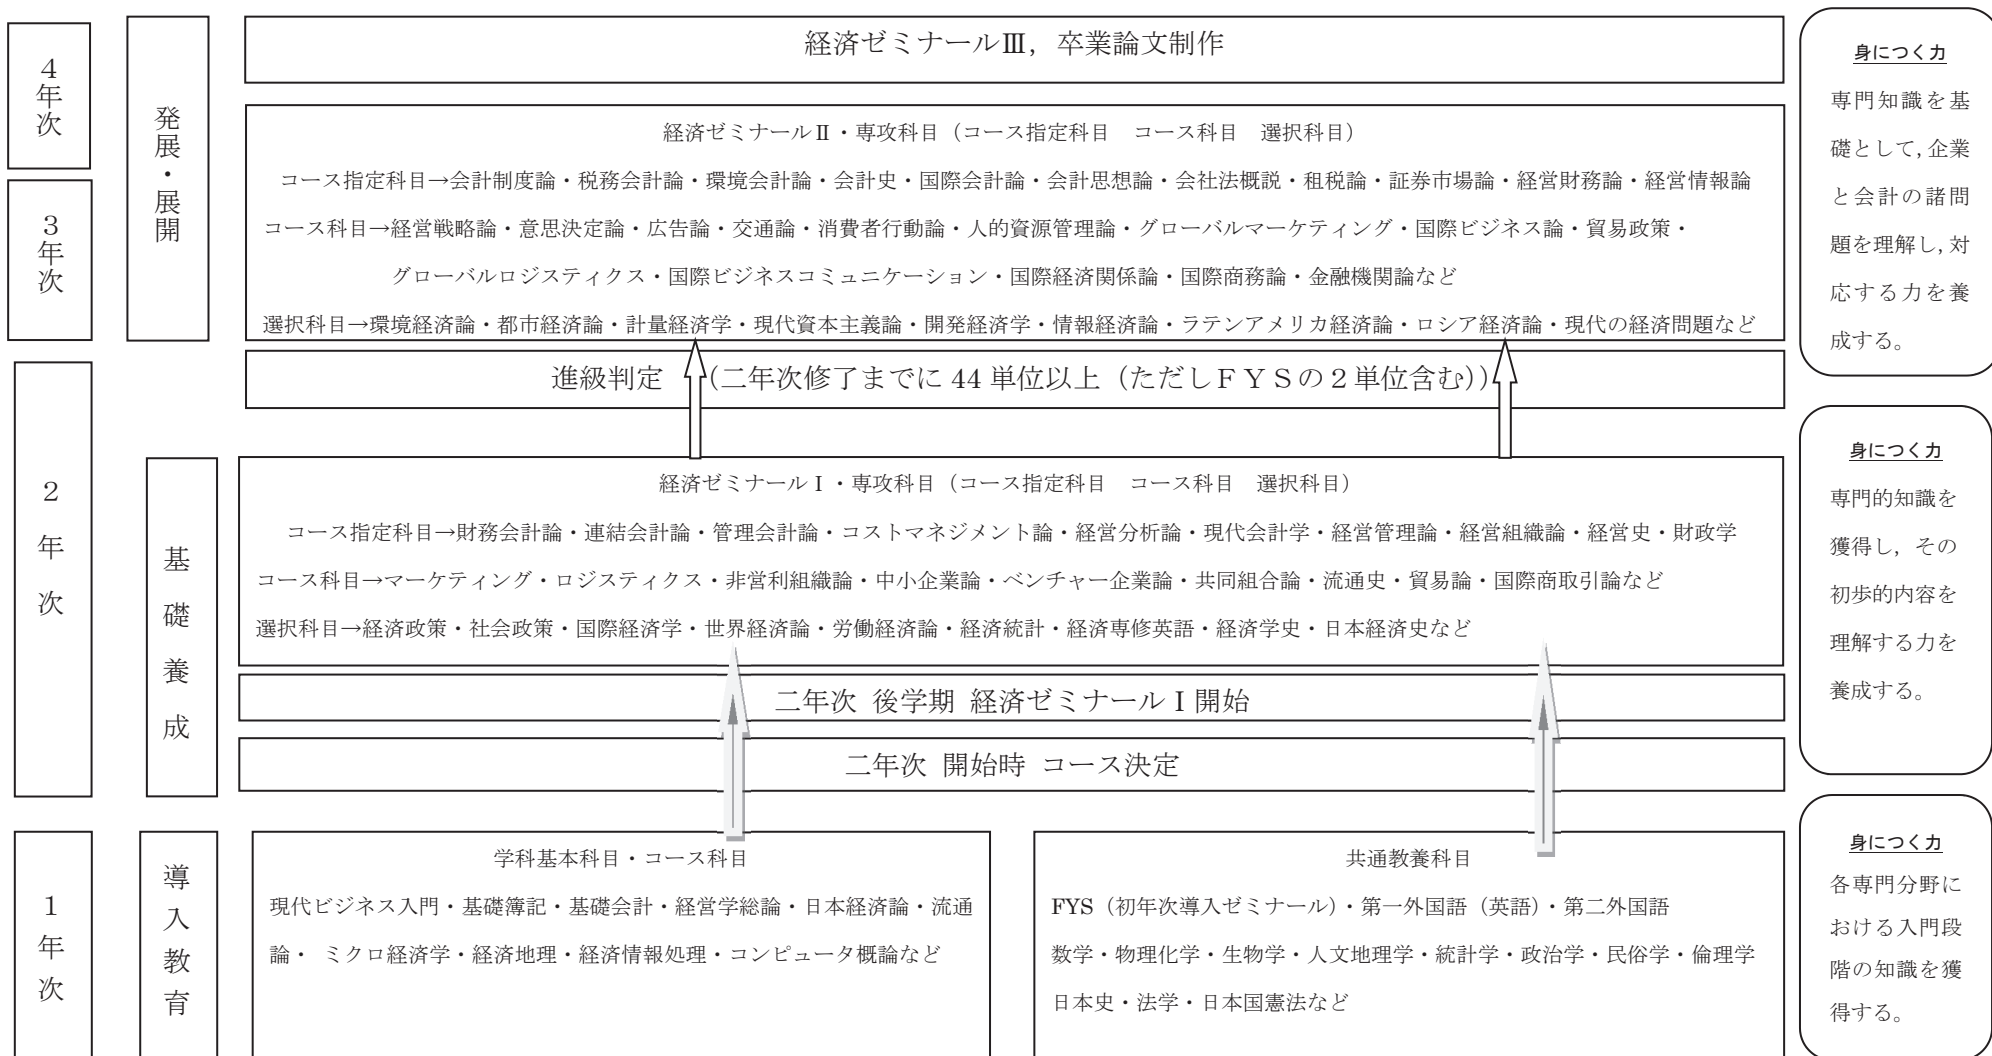 4年次
発展・展開
経済ゼミナールⅢ，卒業論文制作
3年次
経済ゼミナールⅡ・専攻科目（コース指定科目　コース科目　選択科目）
コース指定科目→会計制度論・税務会計論・環境会計論・会計史・国際会計論・会計思想論・会社法概説・租税論・証券市場論・経営財務論・経営情報論
コース科目→経営戦略論・意思決定論・広告論・交通論・消費者行動論・人的資源管理論・グローバルマーケティング・国際ビジネス論・貿易政策・
グローバルロジスティクス・国際ビジネスコミュニケーション・国際経済関係論・国際商務論・金融機関論など
選択科目→環境経済論・都市経済論・計量経済学・現代資本主義論・開発経済学・情報経済論・ラテンアメリカ経済論・ロシア経済論・現代の経済問題など
身につく力
専門知識を基
礎として,企業
と会計の諸問
題を理解し,対
応する力を養
成する。
進級判定　（二年次修了までに 44 単位以上（ただしＦＹＳの２単位含む））
2年次
基礎養成
経済ゼミナールⅠ・専攻科目（コース指定科目　コース科目　選択科目）
コース指定科目→財務会計論・連結会計論・管理会計論・コストマネジメント論・経営分析論・現代会計学・経営管理論・経営組織論・経営史・財政学
コース科目→マーケティング・ロジスティクス・非営利組織論・中小企業論・ベンチャー企業論・共同組合論・流通史・貿易論・国際商取引論など
選択科目→経済政策・社会政策・国際経済学・世界経済論・労働経済論・経済統計・経済専修英語・経済学史・日本経済史など
二年次 後学期 経済ゼミナールⅠ開始
二年次 開始時 コース決定
身につく力
専門的知識を
獲得し，その
初歩的内容を
理解する力を
養成する。
1年次
導入教育
学科基本科目・コース科目
現代ビジネス入門・基礎簿記・基礎会計・経営学総論・日本経済論・流通
論・ ミクロ経済学・経済地理・経済情報処理・コンピュータ概論など
共通教養科目
FYS（初年次導入ゼミナール）・第一外国語（英語）・第二外国語
数学・物理化学・生物学・人文地理学・統計学・政治学・民俗学・倫理学
日本史・法学・日本国憲法など
身につく力
各専門分野に
おける入門段
階の知識を獲
得する。